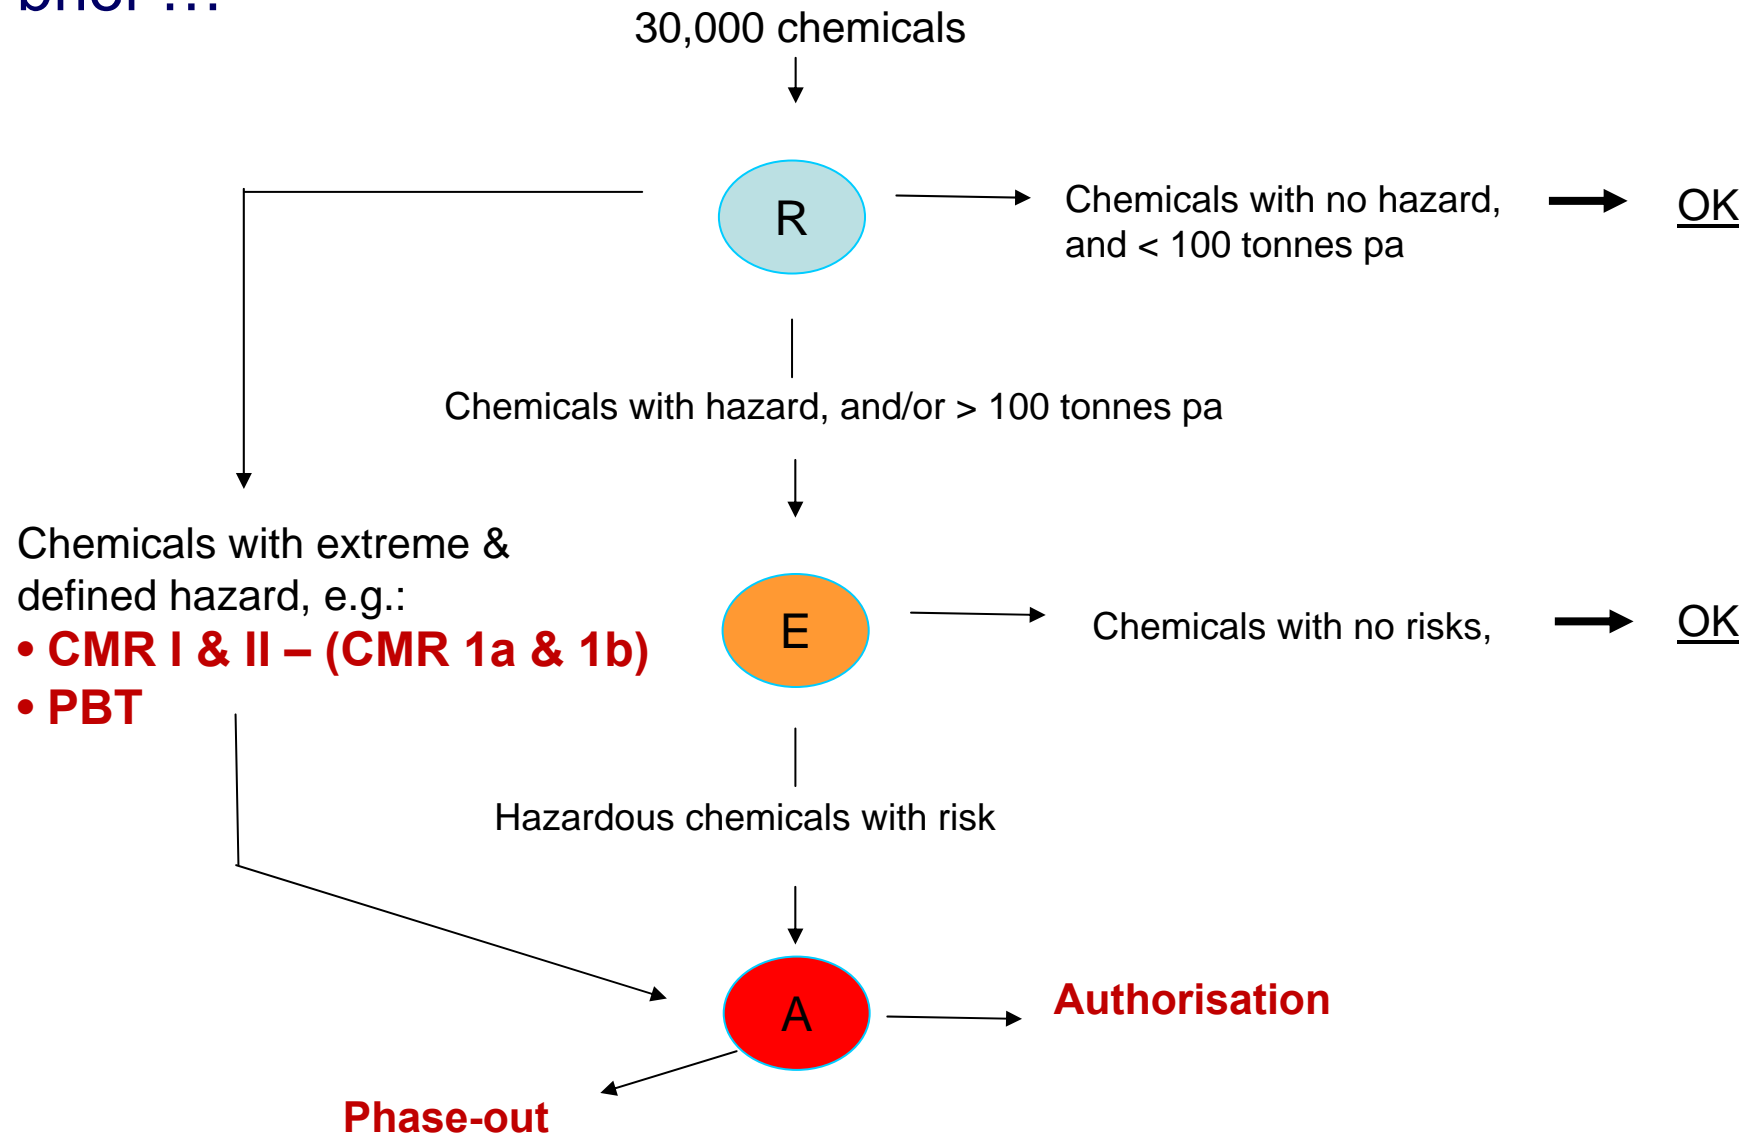 brief ...
30,000 chemicals
R
Chemicals with no hazard,
and < 100 tonnes pa
OK
Chemicals with hazard, and/or > 100 tonnes pa
Chemicals with extreme &
defined hazard, e.g.:
• CMR I & II – (CMR 1a & 1b)
• PBT
E
Chemicals with no risks,
OK
Hazardous chemicals with risk
A
Authorisation
Phase-out